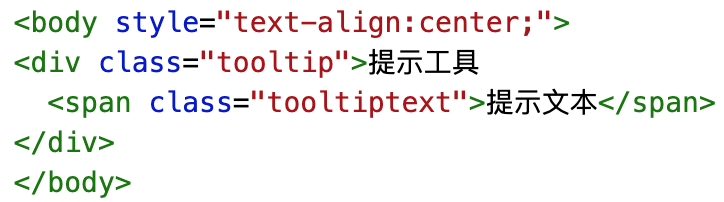 <body style="text-align:center;">
<div class="tooltip">提示工具
  <span class="tooltiptext">提示文本</span>
</div>
</body>